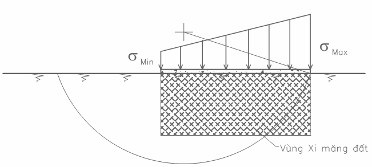 σ Min
σ Max
Vùng Xi măng đất